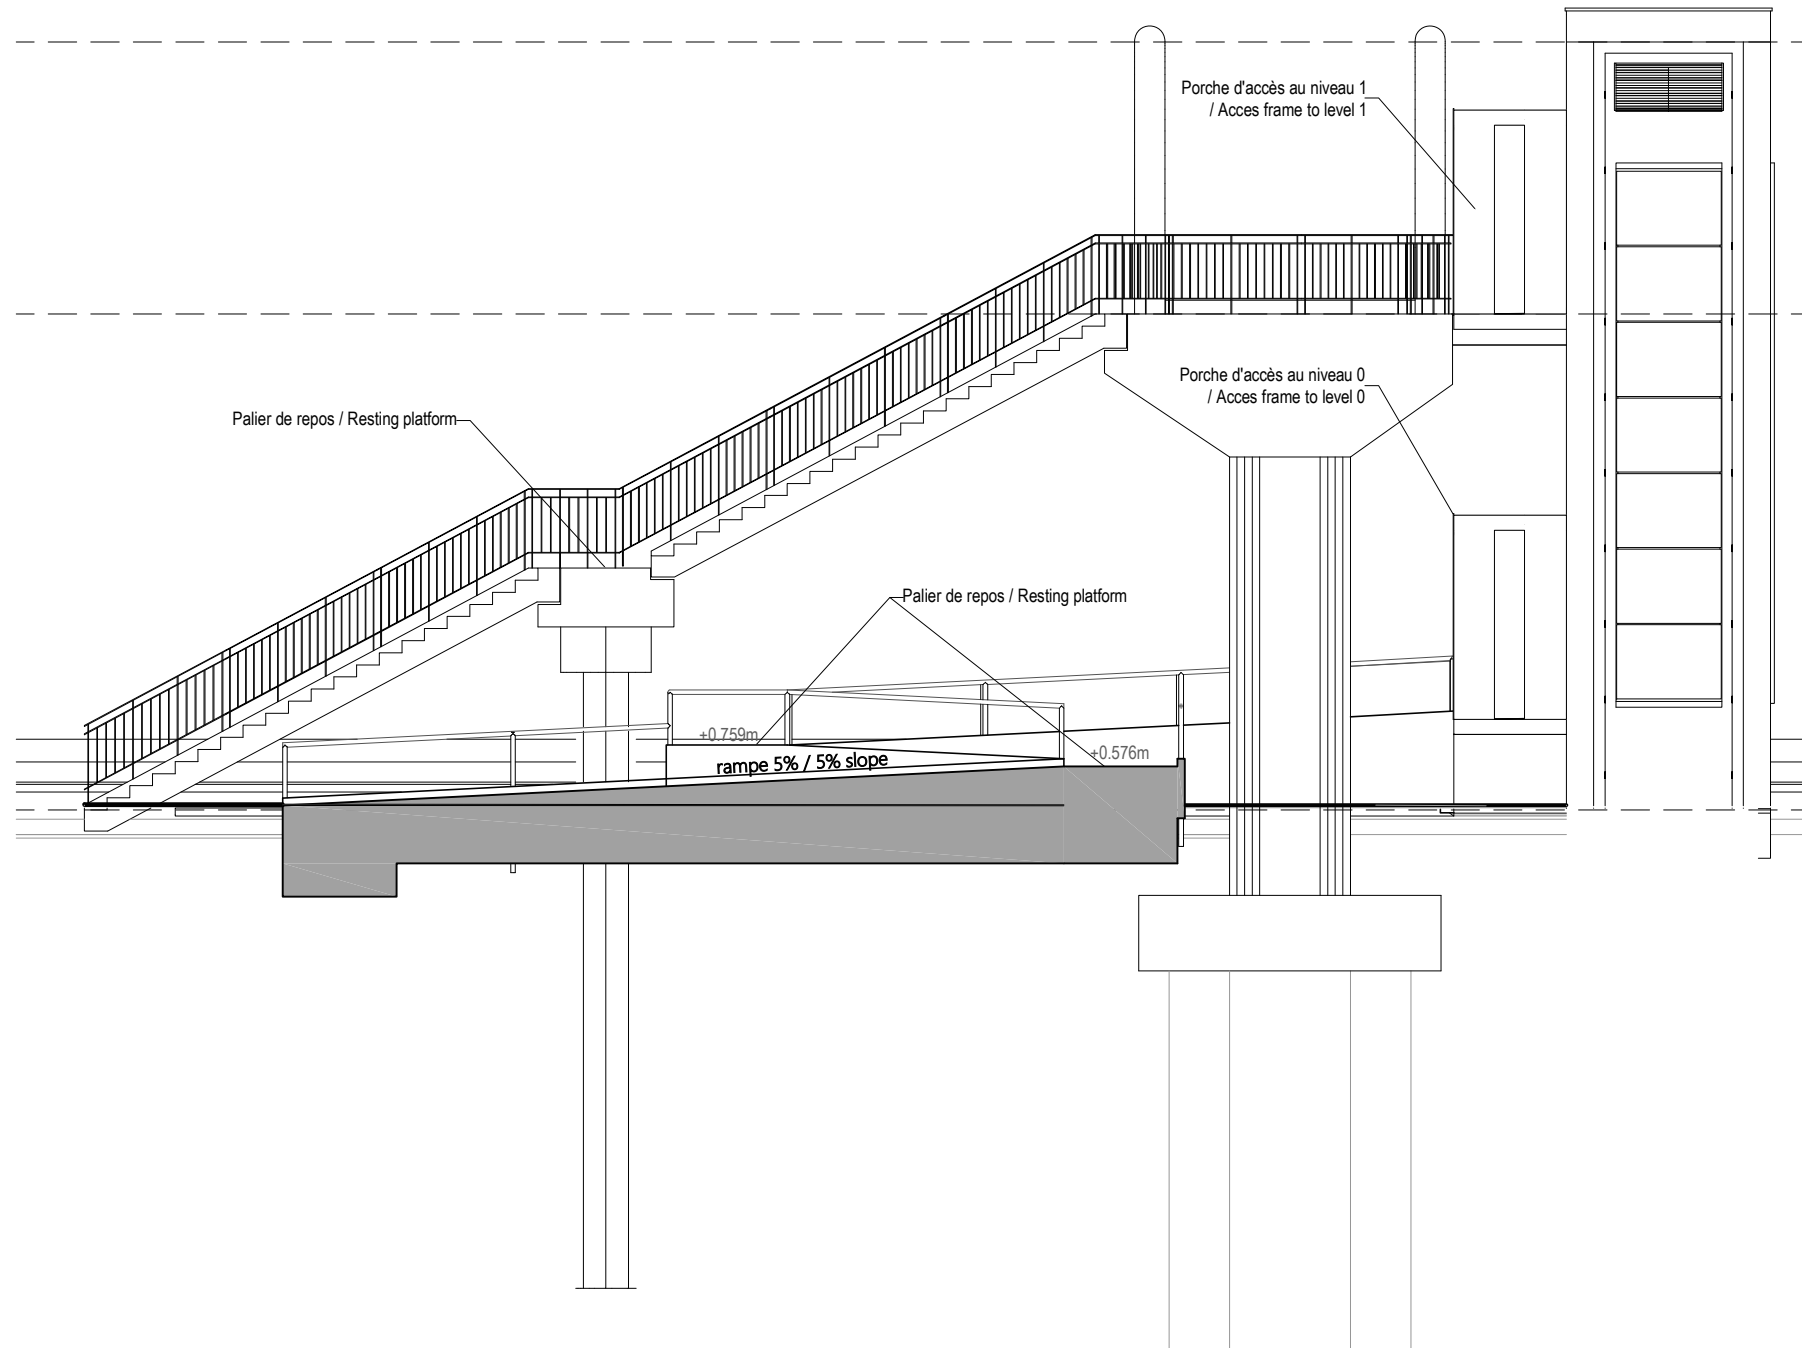 Porche d'accès au niveau 1
/ Acces frame to level 1
Porche d'accès au niveau 0
/ Acces frame to level 0
Palier de repos / Resting platform
Palier de repos / Resting platform
+0.759m
+0.576m
rampe 5% / 5% slope